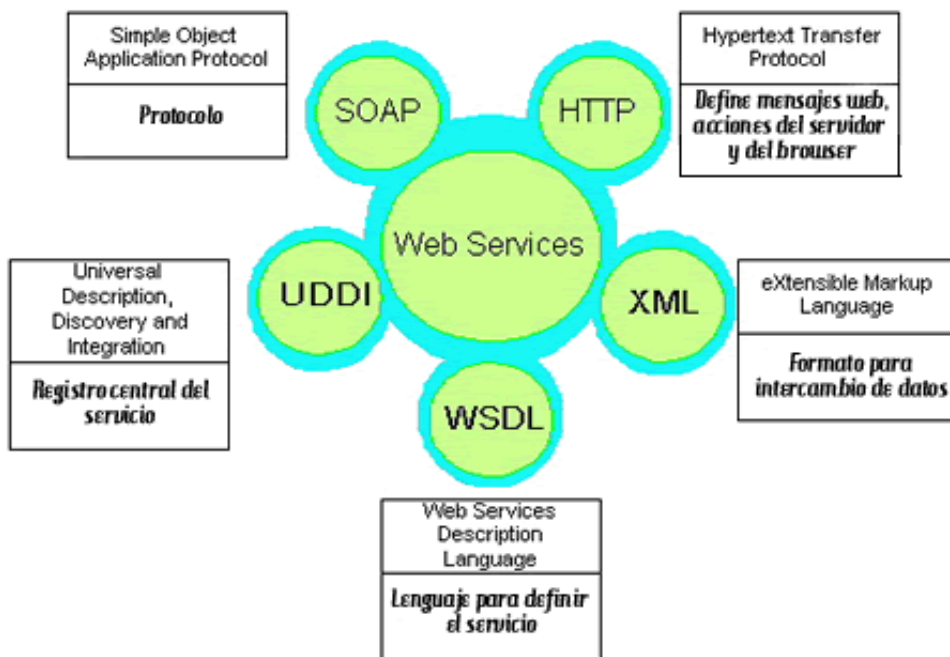 Simple Object
Application Protocol
Protocolo
SOAP
HTTP
Hypertext Transfer
Protocol
Define mensajes web,
acciones del servidor
y del browser
Web Services
Universal
Description,
Discovery and
Integration
Registro central del
servicio
UDDI
XML
eXtensible Markup
Language
Formato para
intercambio de datos
WSDL
Web Services
Description
Language
Lenguaje para definir
el servicio